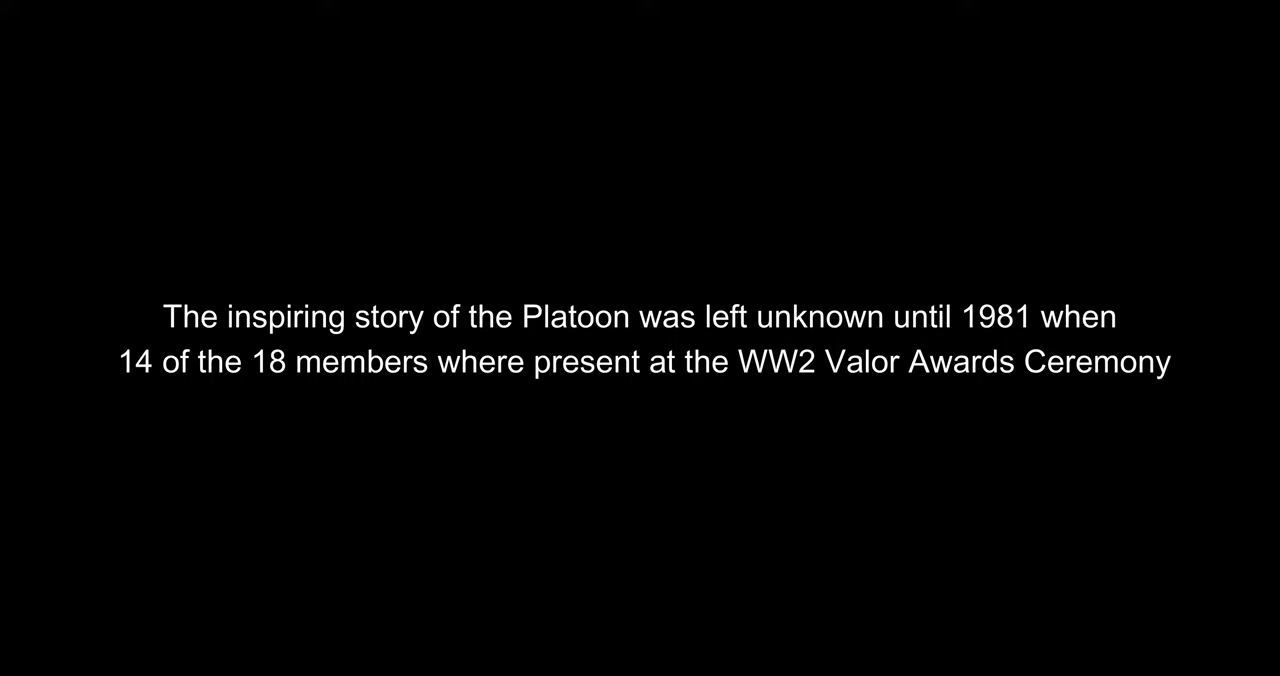 The inspiring story of the Platoon was left unknown until 1981 when
14 of the 18 members where present at the WW2 Valor Awards Ceremony